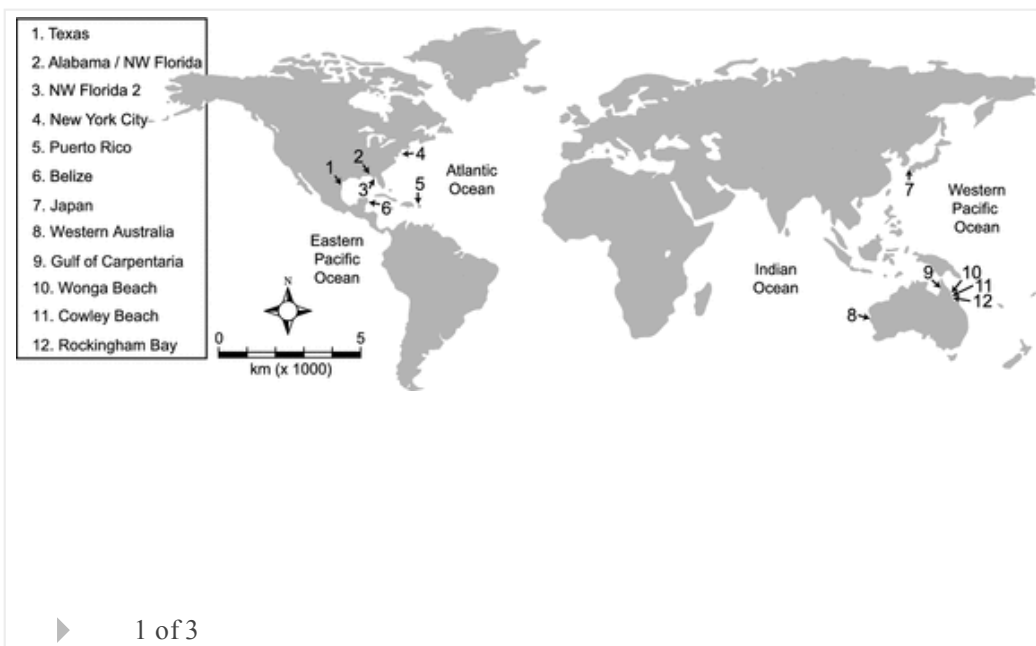 1. Texas
2. Alabama / NW Florida
3. NW Florida 2
4. New York City
5. Puerto Rico
6. Belize
7. Japan
8. Western Australia
9. Gulf of Carpentaria
10. Wonga Beach
11. Cowley Beach
12. Rockingham Bay
1
2
3
4
5
6
7
8
9
10
11
12
Atlantic
Ocean
Western
Pacific
Ocean
Eastern
Pacific
Ocean
Indian
Ocean
N
0 5
km (x 1000)
1 of 3